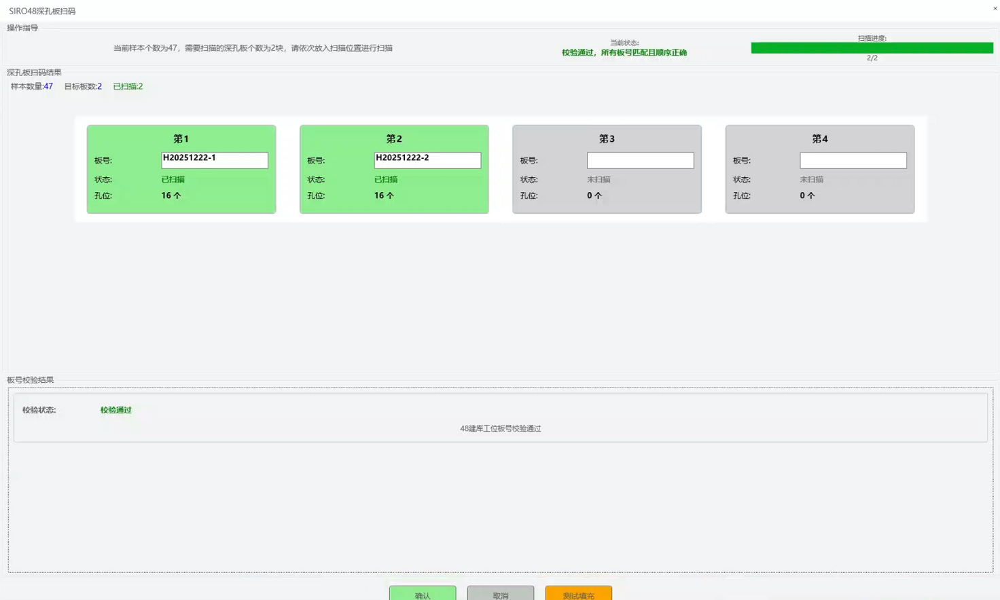 SIRO48深孔板扫码
×
操作指导
当前样本个数为47，需要扫描的深孔板个数为2块，请依次放入扫描位置进行扫描
当前状态:
校验通过，所有板号匹配且顺序正确
扫描进度:
2/2
深孔板扫码结果
样本数量:47 目标板数:2 已扫描:2
第1
板号: H20251222-1
状态: 已扫描
孔位: 16 个
第2
板号: H20251222-2
状态: 已扫描
孔位: 16 个
第3
板号:
状态: 未扫描
孔位: 0 个
第4
板号:
状态: 未扫描
孔位: 0 个
板号校验结果
校验状态: 校验通过
48建库工位板号校验通过
确认 取消 测试填充